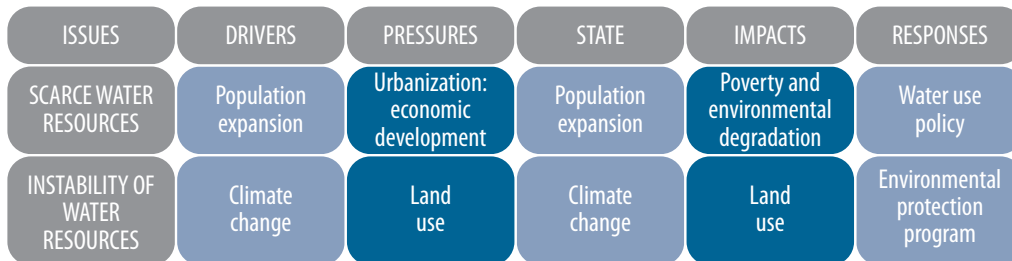 ISSUES
DRIVERS
PRESSURES
STATE
IMPACTS
RESPONSES
SCARCE WATER
RESOURCES
Population
expansion
Urbanization:
economic
development
Population
expansion
Poverty and
environmental
degradation
Water use
policy
INSTABILITY OF
WATER
RESOURCES
Climate
change
Land
use
Climate
change
Land
use
Environmental
protection
program